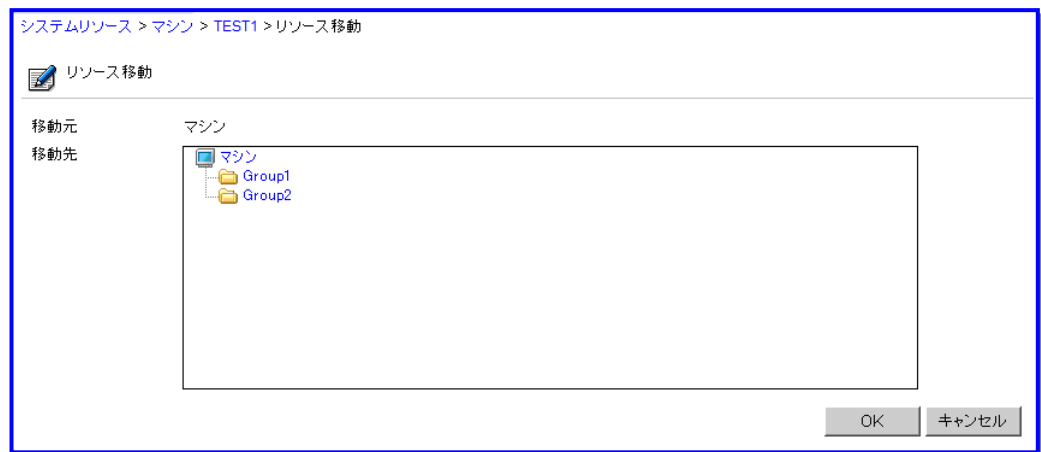 システムリソース > マシン > TEST1 > リソース移動
リソース移動
移動元 マシン
移動先
マシン
Group1
Group2
OK キャンセル